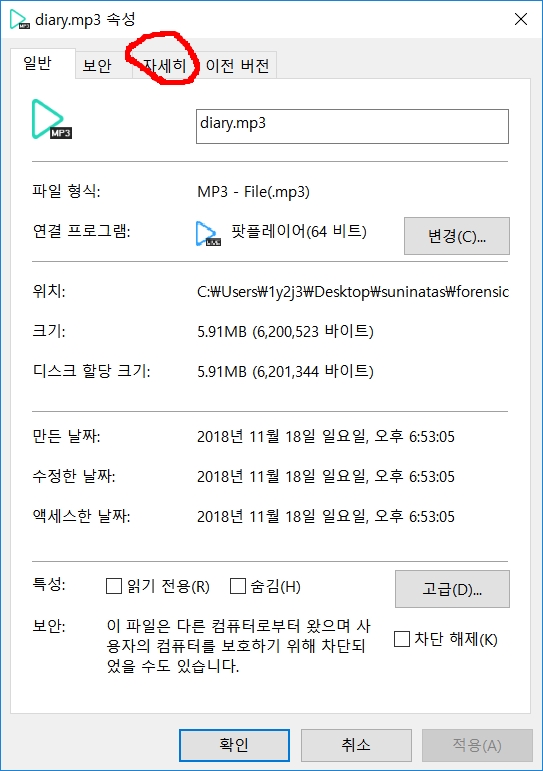 diary.mp3 속성
일반 보안 자세히 이전 버전
MP3
diary.mp3
파일 형식: MP3 - File(.mp3)
연결 프로그램: 팟플레이어(64 비트) 변경(C)...
위치: C:₩Users₩1y2j3₩Desktop₩suninatas₩forensic
크기: 5.91MB (6,200,523 바이트)
디스크 할당 크기: 5.91MB (6,201,344 바이트)
만든 날짜: 2018년 11월 18일 일요일, 오후 6:53:05
수정한 날짜: 2018년 11월 18일 일요일, 오후 6:53:05
액세스한 날짜: 2018년 11월 18일 일요일, 오후 6:53:05
특성: 읽기 전용(R) 숨김(H) 고급(D)...
보안: 이 파일은 다른 컴퓨터로부터 왔으며 사
용자의 컴퓨터를 보호하기 위해 차단되 차단 해제(K)
었을 수도 있습니다.
확인 취소 적용(A)